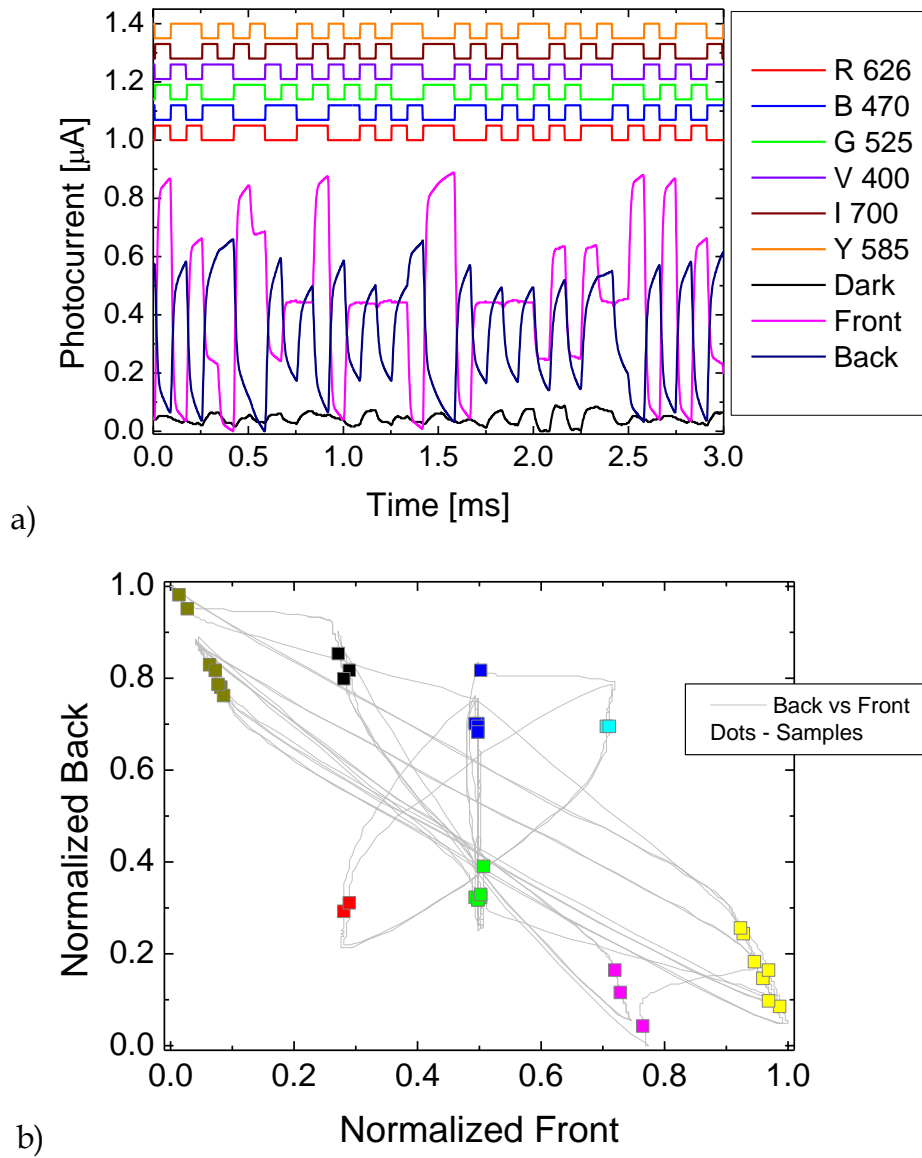 1.4
1.2
1.0
0.8
0.6
0.4
0.2
0.0
Photocurrent [µA]
0.0 0.5 1.0 1.5 2.0 2.5 3.0
Time [ms]
R 626
B 470
G 525
V 400
I 700
Y 585
Dark
Front
Back
a)
1.0
0.8
0.6
0.4
0.2
0.0
Normalized Back
0.0 0.2 0.4 0.6 0.8 1.0
Normalized Front
Back vs Front
Dots - Samples
b)